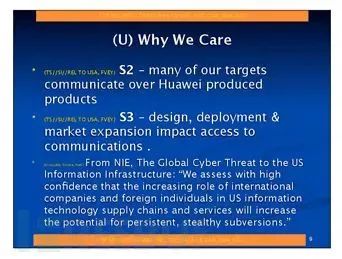 (U) Why We Care
• (TS//SI//REL TO USA, FVEY) S2 – many of our targets
communicate over Huawei produced
products
• (TS//SI//REL TO USA, FVEY) S3 – design, deployment &
market expansion impact access to
communications .
• From NIE, The Global Cyber Threat to the US
Information Infrastructure: “We assess with high
confidence that the increasing role of international
companies and foreign individuals in US information
technology supply chains and services will increase
the potential for persistent, stealthy subversions.”
9